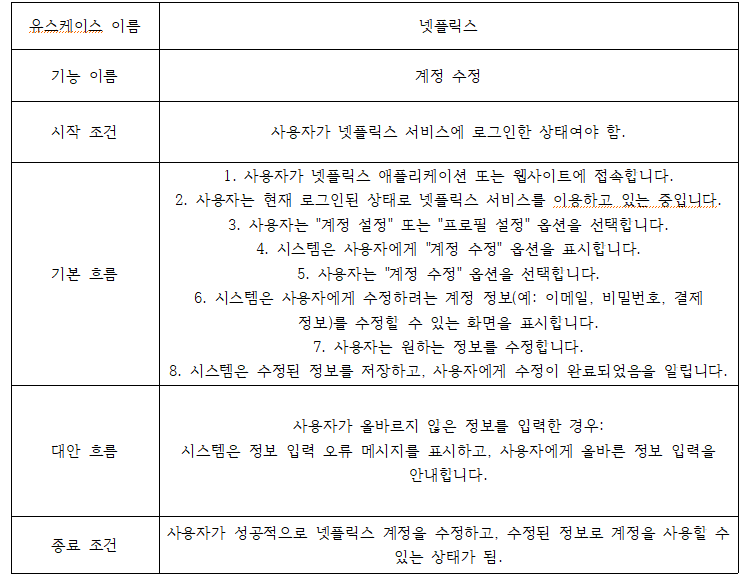 유스케이스 이름
넷플릭스
기능 이름
계정 수정
시작 조건
사용자가 넷플릭스 서비스에 로그인한 상태여야 함.
기본 흐름
1. 사용자가 넷플릭스 애플리케이션 또는 웹사이트에 접속합니다.
2. 사용자는 현재 로그인된 상태로 넷플릭스 서비스를 이용하고 있는 중입니다.
3. 사용자는 "계정 설정" 또는 "프로필 설정" 옵션을 선택합니다.
4. 시스템은 사용자에게 "계정 수정" 옵션을 표시합니다.
5. 사용자는 "계정 수정" 옵션을 선택합니다.
6. 시스템은 사용자에게 수정하려는 계정 정보(예: 이메일, 비밀번호, 결제
정보)를 수정할 수 있는 화면을 표시합니다.
7. 사용자는 원하는 정보를 수정합니다.
8. 시스템은 수정된 정보를 저장하고, 사용자에게 수정이 완료되었음을 알립니다.
대안 흐름
사용자가 올바르지 않은 정보를 입력한 경우:
시스템은 정보 입력 오류 메시지를 표시하고, 사용자에게 올바른 정보 입력을
안내합니다.
종료 조건
사용자가 성공적으로 넷플릭스 계정을 수정하고, 수정된 정보로 계정을 사용할 수
있는 상태가 됨.